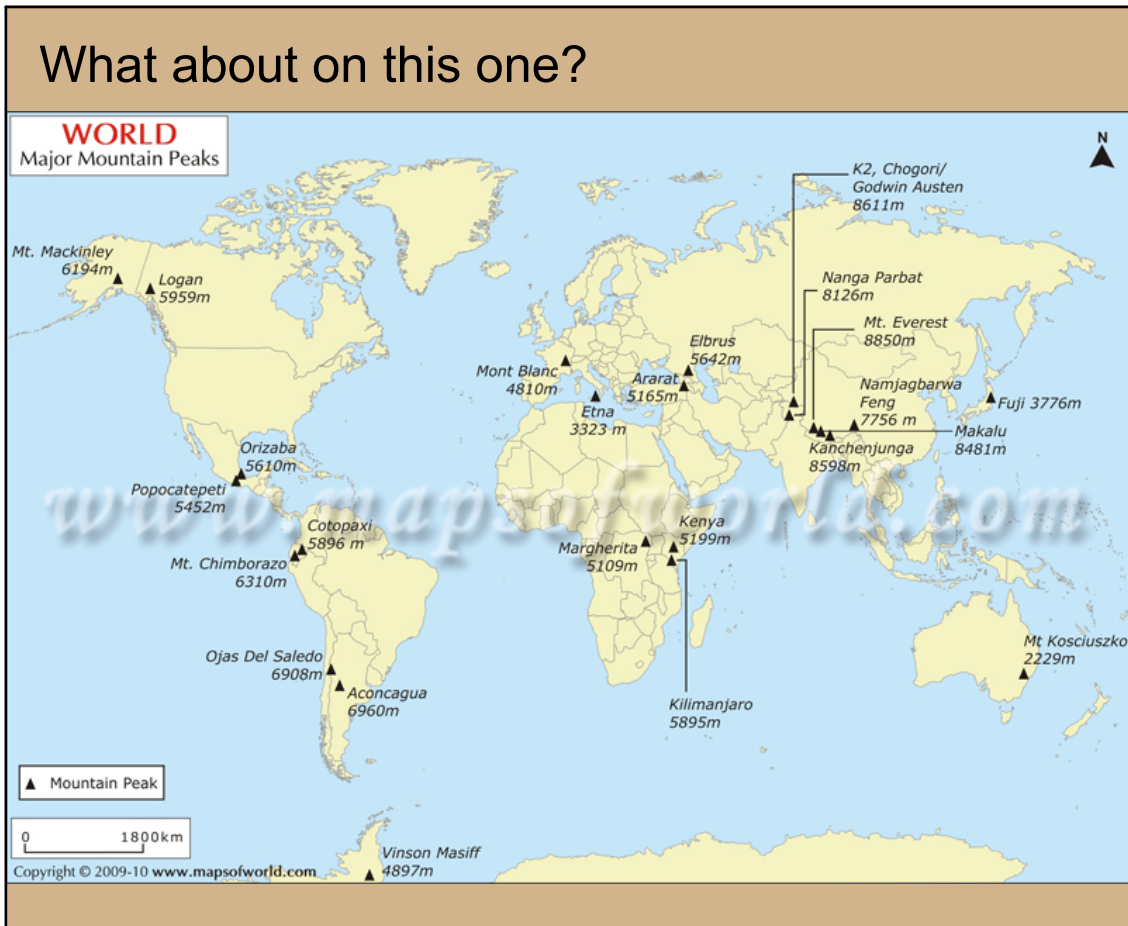 What about on this one?
WORLD
Major Mountain Peaks
N
K2, Chogori/
Godwin Austen
8611m
Mt. Mackinley
6194m
Logan
5959m
Nanga Parbat
8126m
Mt. Everest
8850m
Elbrus
5642m
Mont Blanc
4810m
Ararat
5165m
Namjagbarwa
Feng
7756 m
Fuji 3776m
Etna
3323 m
Makalu
8481m
Kanchenjunga
8598m
Orizaba
5610m
Popocatepeti
5452m
www.mapsofworld.com
Cotopaxi
5896 m
Mt. Chimborazo
6310m
Kenya
5199m
Margherita
5109m
Ojas Del Saledo
6908m
Aconcagua
6960m
Mt Kosciuszko
2229m
Kilimanjaro
5895m
Mountain Peak
0 1800km
Vinson Masiff
4897m
Copyright © 2009-10 www.mapsofworld.com